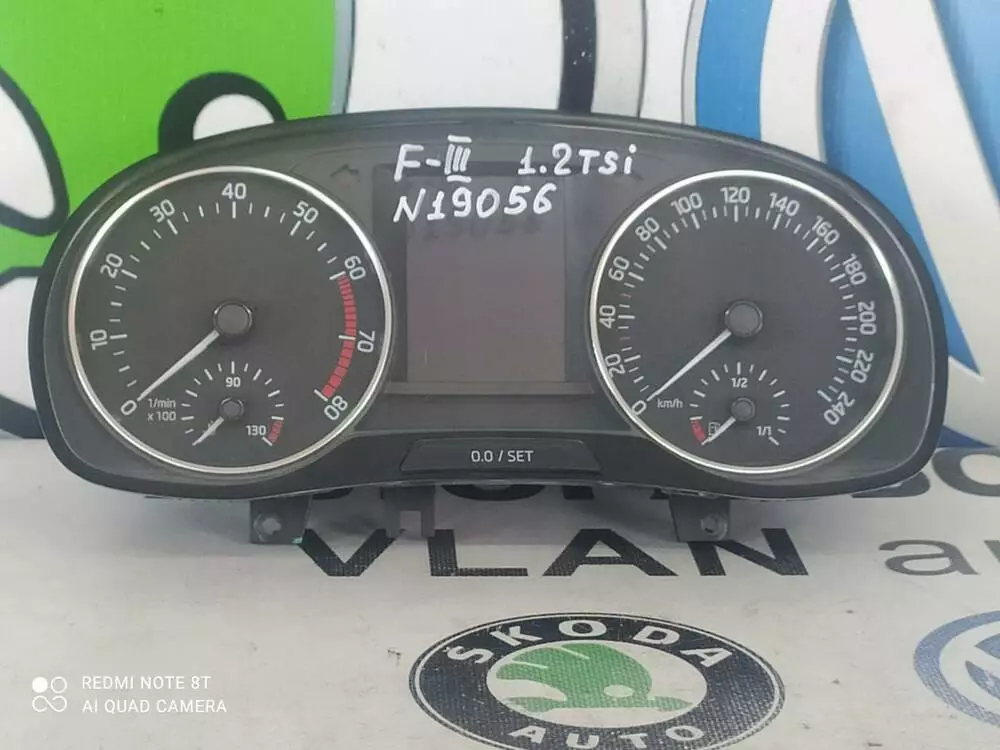 F-III 1.2TSi
N19056
0 10 20 30 40 50 60 70 80
1/min
x 100
90
130
0 20 40 60 80 100 120 140 160 180 200 220 240
km/h
1/2
1/1
0.0 / SET
VLAN
SKODA
AUTO
REDMI NOTE 8T
AI QUAD CAMERA